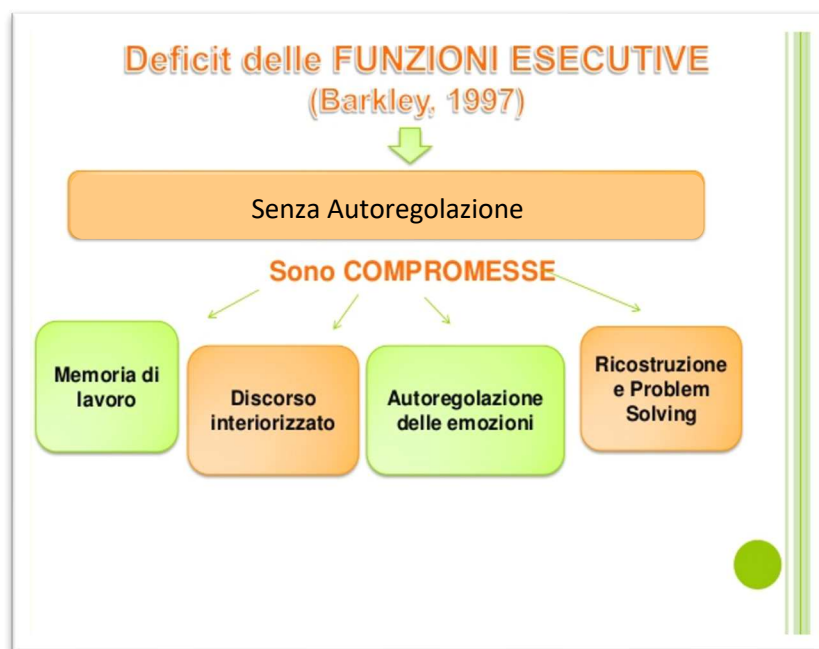 Deficit delle FUNZIONI ESECUTIVE
(Barkley, 1997)
Senza Autoregolazione
Sono COMPROMESSE
Memoria di
lavoro
Discorso
interiorizzato
Autoregolazione
delle emozioni
Ricostruzione
e Problem
Solving